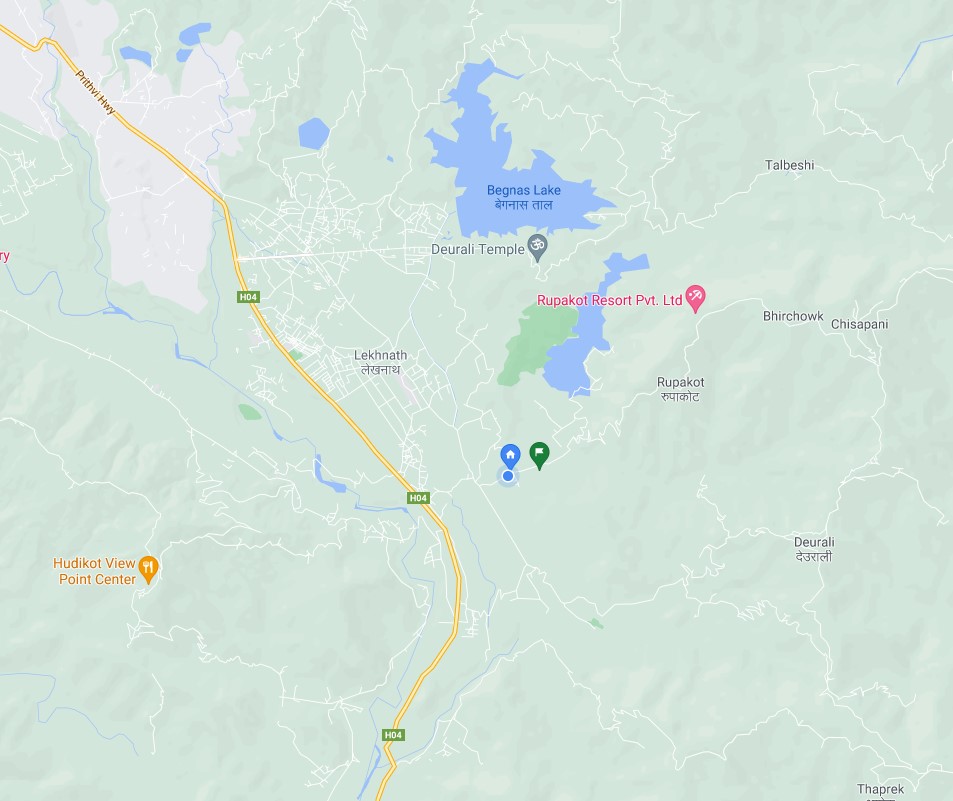 Prithvi Hwy
Talbeshi
Begnas Lake
बेगनास ताल
Deurali Temple
ry
H04
Rupakot Resort Pvt. Ltd
Bhirchowk
Chisapani
Lekhnath
लेखनाथ
Rupakot
रुपाकोट
H04
Deurali
देउराली
Hudikot View
Point Center
H04
Thaprek